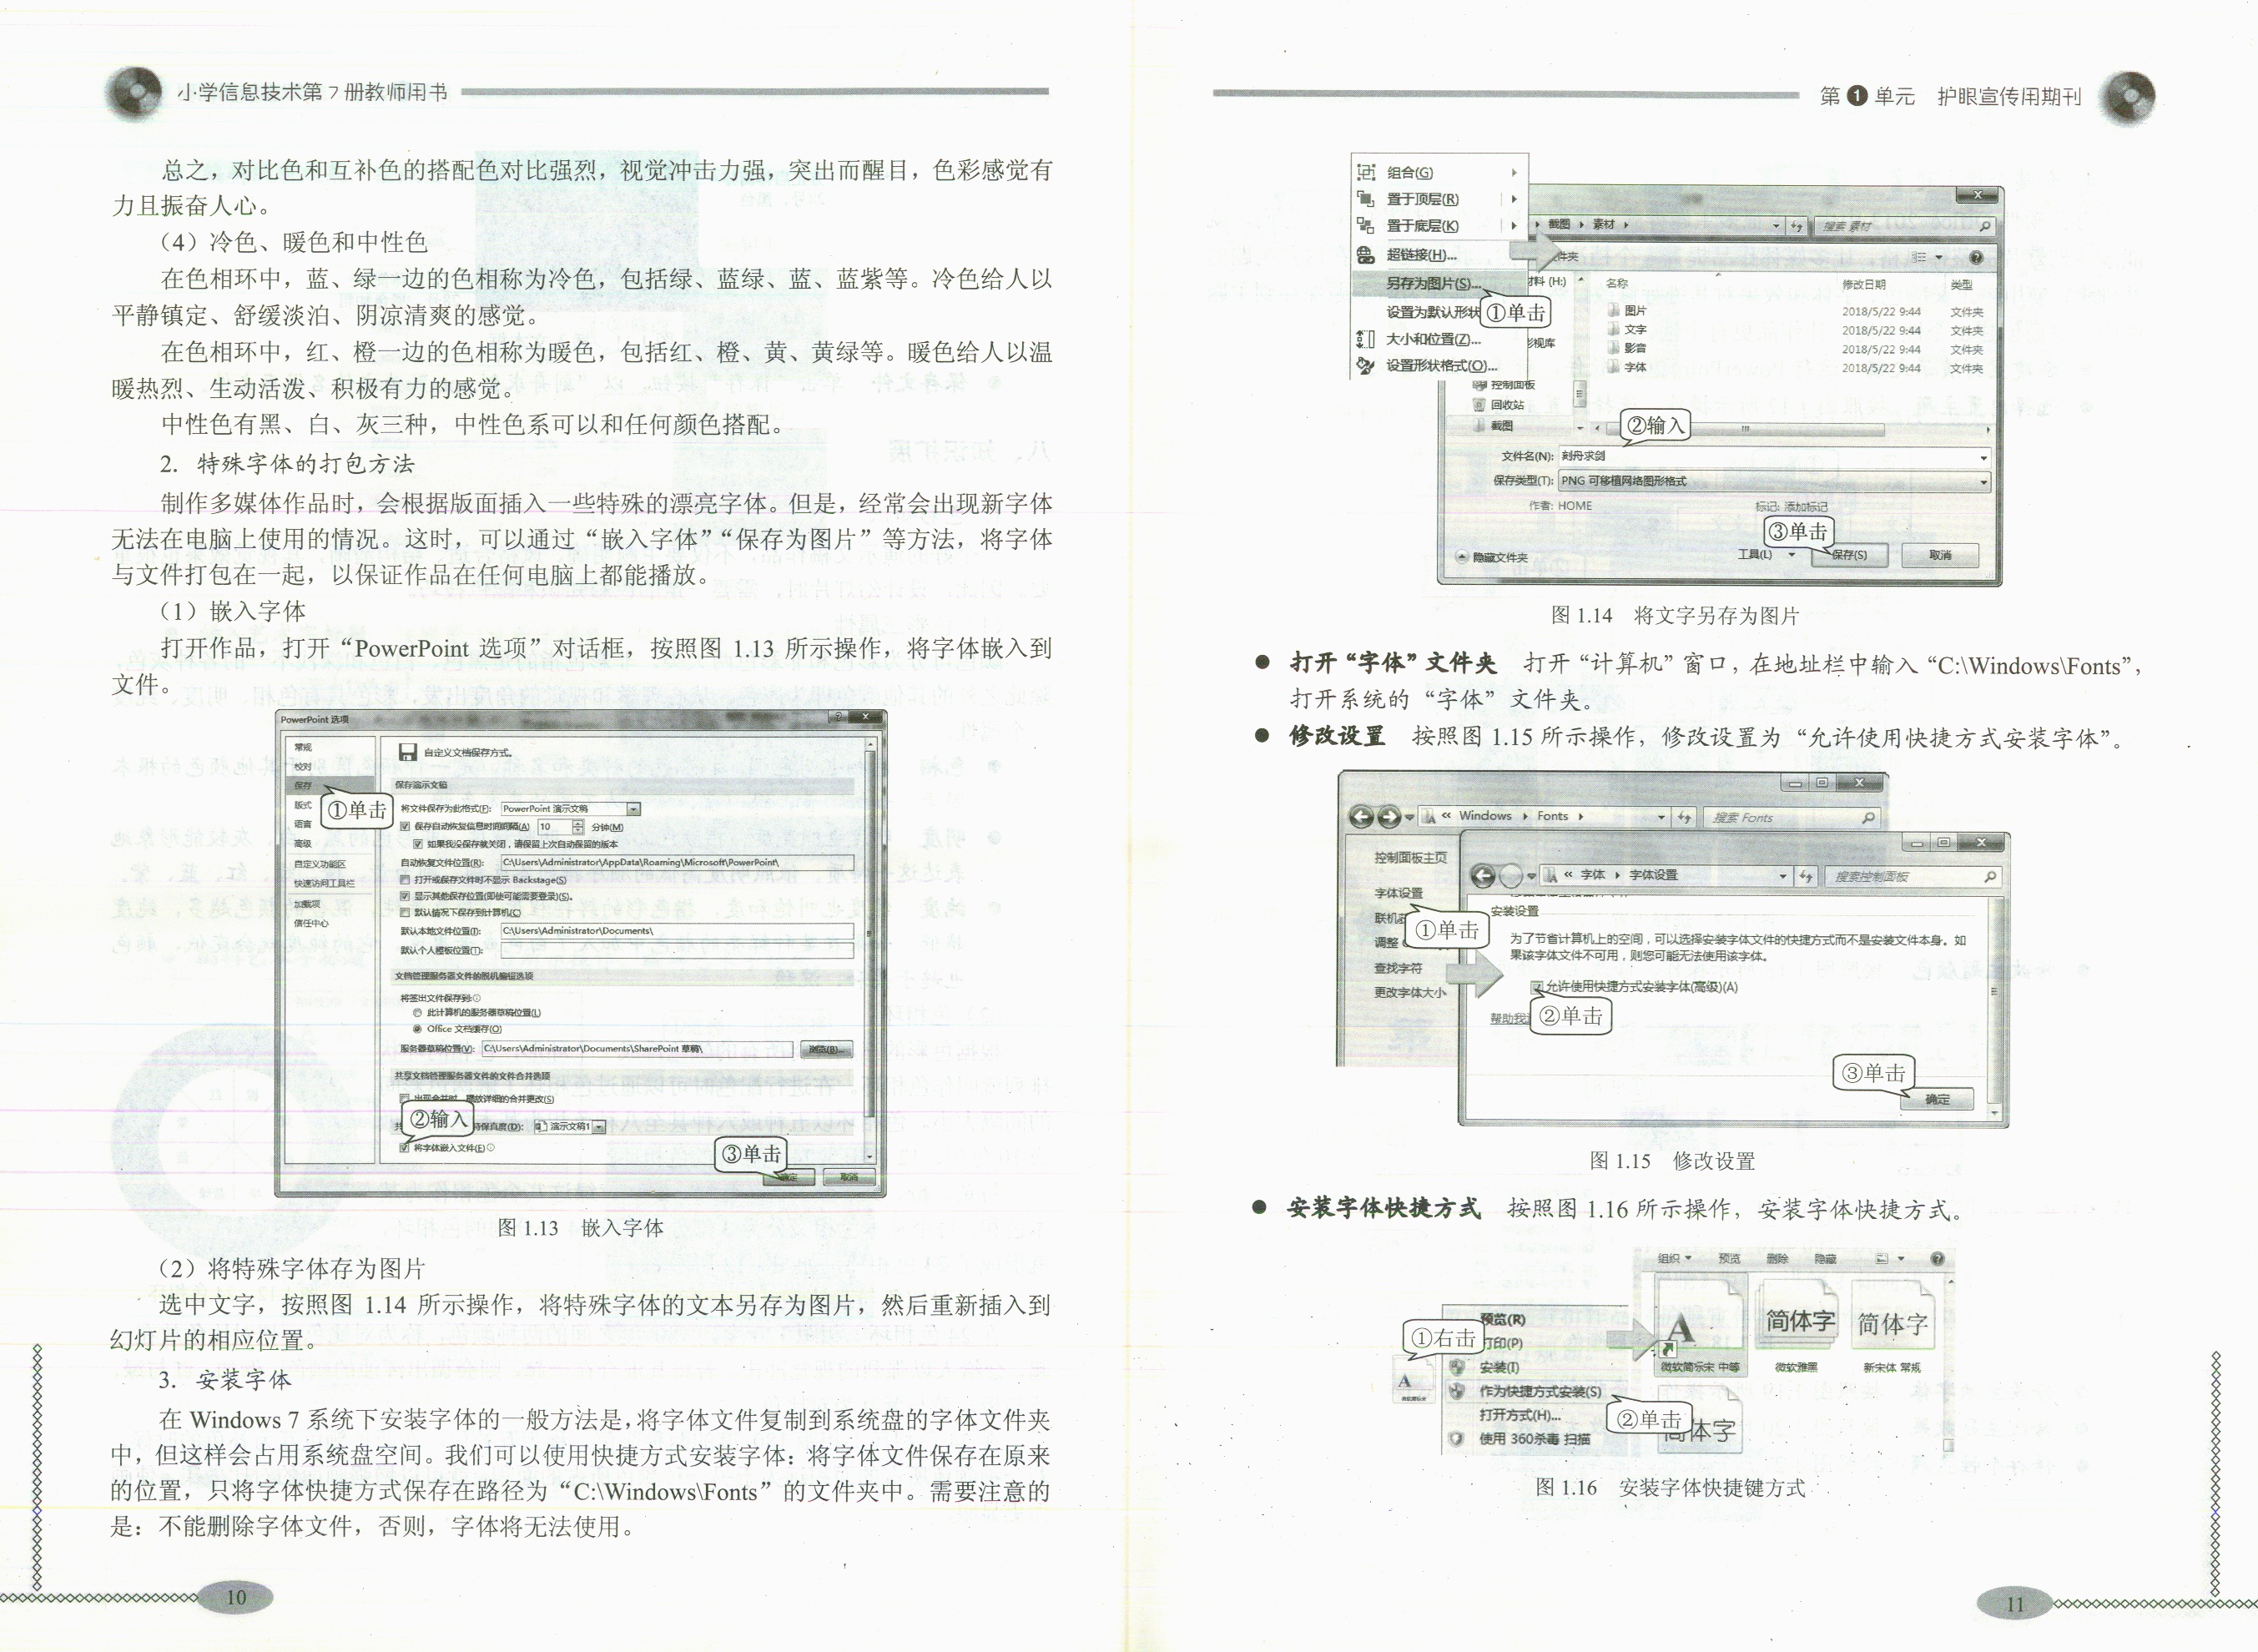 小学信息技术第7册教师用书
总之，对比色和互补色的搭配色对比强烈，视觉冲击力强，突出而醒目，色彩感觉有
力且振奋人心。
（4）冷色、暖色和中性色
在色相环中，蓝、绿一边的色相称为冷色，包括绿、蓝绿、蓝、蓝紫等。冷色给人以
平静镇定、舒缓淡泊、阴凉清爽的感觉。
在色相环中，红、橙一边的色相称为暖色，包括红、橙、黄、黄绿等。暖色给人以温
暖热烈、生动活泼、积极有力的感觉。
中性色有黑、白、灰三种，中性色系可以和任何颜色搭配。
2. 特殊字体的打包方法
制作多媒体作品时，会根据版面插入一些特殊的漂亮字体。但是，经常会出现新字体
无法在电脑上使用的情况。这时，可以通过“嵌入字体”“保存为图片”等方法，将字体
与文件打包在一起，以保证作品在任何电脑上都能播放。
（1）嵌入字体
打开作品，打开“PowerPoint 选项”对话框，按照图 1.13 所示操作，将字体嵌入到
文件。
PowerPoint 选项
常规
校对
保存
版式
语言
高级
自定义功能区
快速访问工具栏
加载项
信任中心
①单击
自定义文档保存方式。
保存演示文稿
将文件保存为此格式(F): PowerPoint 演示文稿
保存自动恢复信息时间间隔(A) 10 分钟(M)
如果我没保存就关闭，请保留上次自动保留的版本
自动恢复文件位置(R): C:\Users\Administrator\AppData\Roaming\Microsoft\PowerPoint\
打开或保存文件时不显示 Backstage(S)
显示其他保存位置(即使可能需要登录)(S)。
默认情况下保存到计算机(C)
默认本地文件位置(I): C:\Users\Administrator\Documents\
默认个人模板位置(T):
文档管理服务器文件的脱机编辑选项
将签出文件保存到:
此计算机的服务器草稿位置(L)
Office 文档缓存(O)
服务器草稿位置(V): C:\Users\Administrator\Documents\SharePoint 草稿\ 浏览(B)...
共享文档管理服务器文件的文件合并选项
出现合并时，播放详细的合并更改(S)
②输入
保真度(D): 演示文稿1
将字体嵌入文件(E)
③单击
取消
图 1.13 嵌入字体
（2）将特殊字体存为图片
选中文字，按照图 1.14 所示操作，将特殊字体的文本另存为图片，然后重新插入到
幻灯片的相应位置。
3. 安装字体
在 Windows 7 系统下安装字体的一般方法是，将字体文件复制到系统盘的字体文件夹
中，但这样会占用系统盘空间。我们可以使用快捷方式安装字体：将字体文件保存在原来
的位置，只将字体快捷方式保存在路径为“C:\Windows\Fonts”的文件夹中。需要注意的
是：不能删除字体文件，否则，字体将无法使用。
10
第1单元 护眼宣传用期刊
组合(G)
置于顶层(R)
置于底层(K)
超链接(H)...
另存为图片(S)...
设置为默认形状
大小和位置(Z)...
设置形状格式(O)...
①单击
截图 素材 搜索 素材
件夹
名称 修改日期 类型
图片 2018/5/22 9:44 文件夹
文字 2018/5/22 9:44 文件夹
影音 2018/5/22 9:44 文件夹
字体 2018/5/22 9:44 文件夹
控制面板
回收站
截图
②输入
文件名(N): 刻舟求剑
保存类型(T): PNG 可移植网络图形格式
作者: HOME 标记: 添加标记
③单击
隐藏文件夹 工具(L) 保存(S) 取消
图 1.14 将文字另存为图片
● 打开“字体”文件夹 打开“计算机”窗口，在地址栏中输入“C:\Windows\Fonts”，
打开系统的“字体”文件夹。
● 修改设置 按照图 1.15 所示操作，修改设置为“允许使用快捷方式安装字体”。
Windows Fonts 搜索 Fonts
控制面板主页
字体设置
联机
调整
查找字符
更改字体大小
①单击
字体 字体设置 搜索控制面板
安装设置
为了节省计算机上的空间，可以选择安装字体文件的快捷方式而不是安装文件本身。如
果该字体文件不可用，则您可能无法使用该字体。
允许使用快捷方式安装字体(高级)(A)
帮助我
②单击
③单击
确定
图 1.15 修改设置
● 安装字体快捷方式 按照图 1.16 所示操作，安装字体快捷方式。
组织 预览 删除 隐藏
①右击
预览(R)
打印(P)
安装(I)
作为快捷方式安装(S)
打开方式(H)...
使用 360杀毒 扫描
②单击
A 简体字 简体字
微软简标宋 中等 微软雅黑 新宋体 常规
简体字
图 1.16 安装字体快捷键方式
11